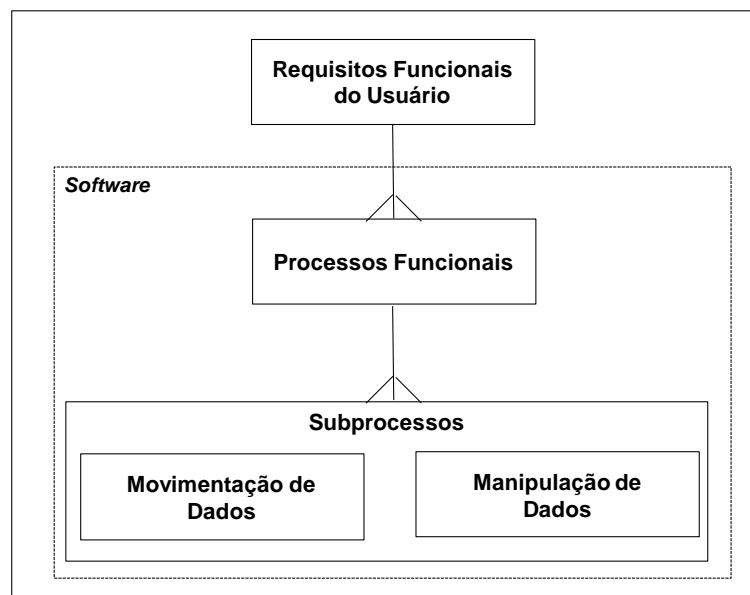 Requisitos Funcionais
do Usuário
Software
Processos Funcionais
Subprocessos
Movimentação de
Dados
Manipulação de
Dados